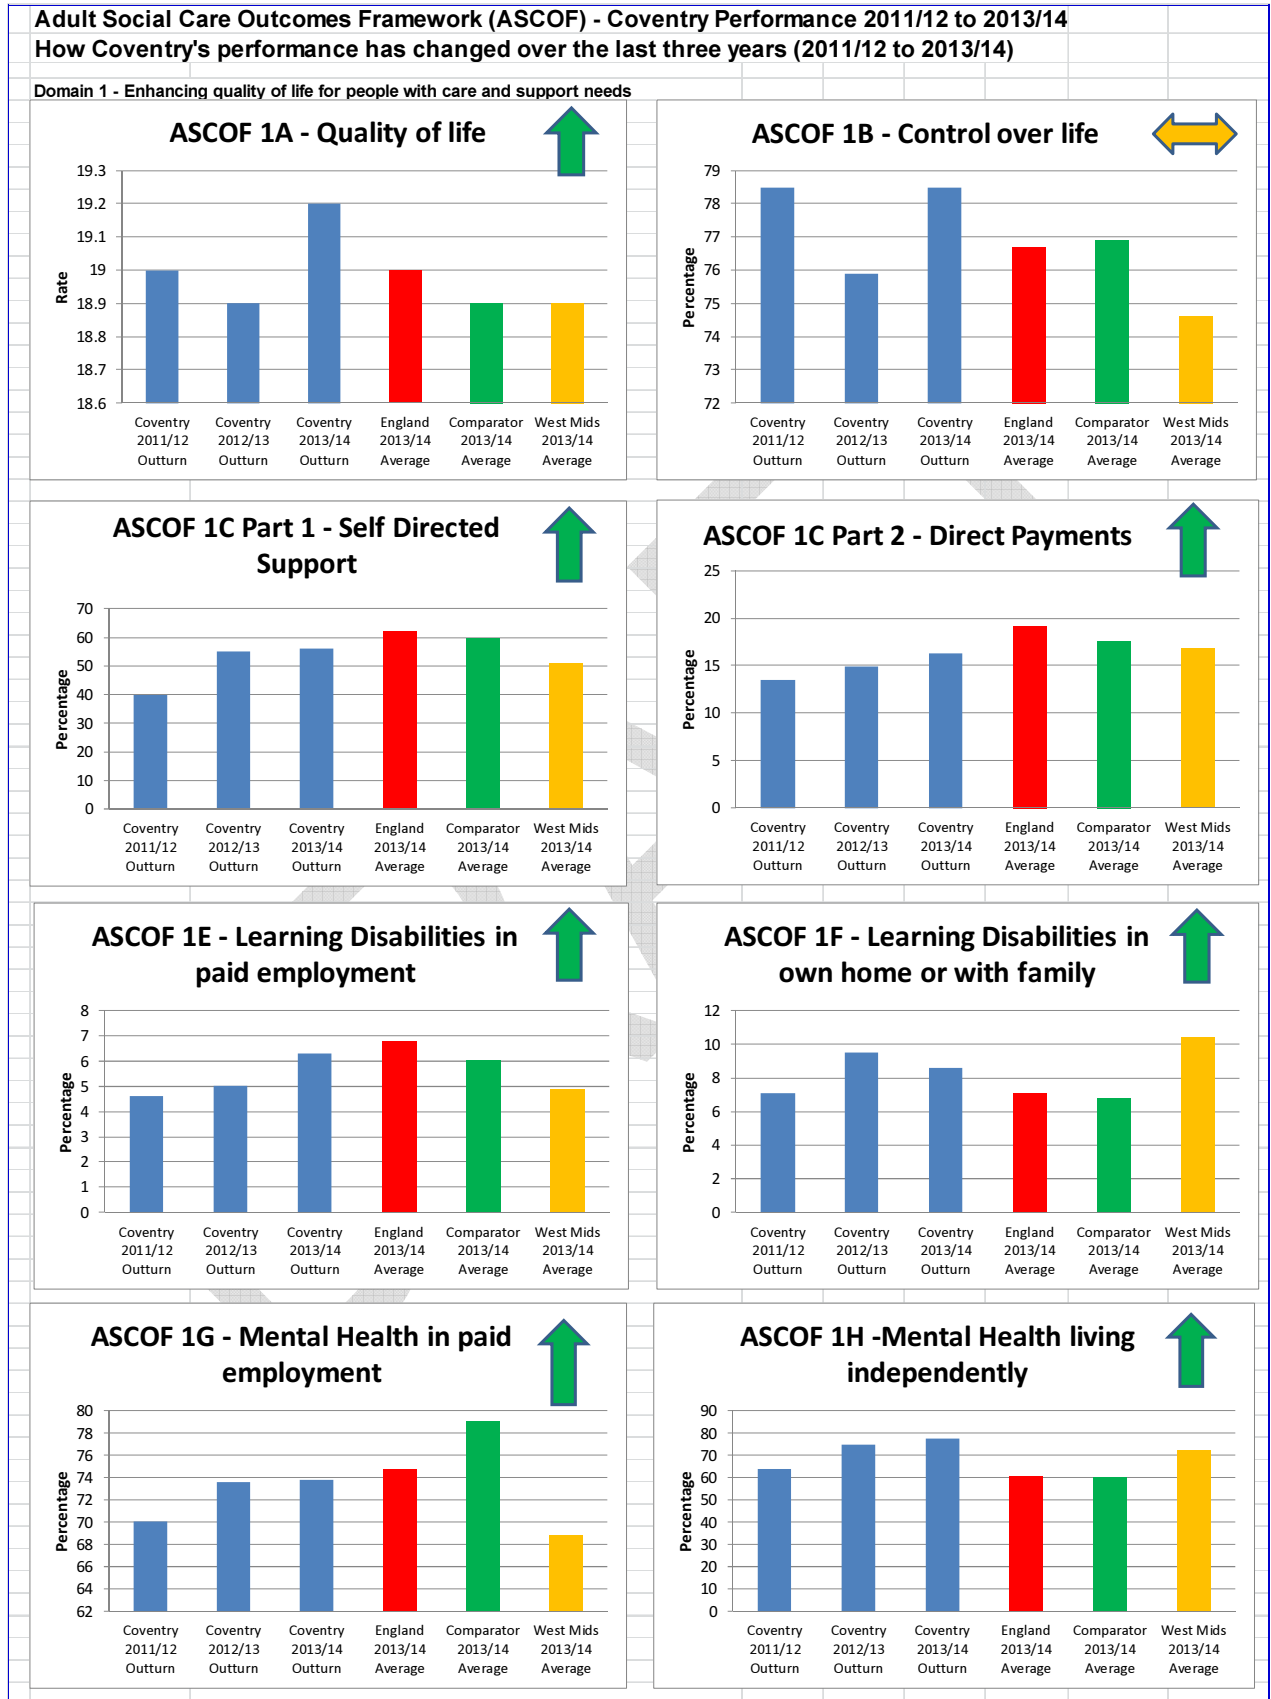 Adult Social Care Outcomes Framework (ASCOF) - Coventry Performance 2011/12 to 2013/14
How Coventry's performance has changed over the last three years (2011/12 to 2013/14)
Domain 1 - Enhancing quality of life for people with care and support needs
ASCOF 1A - Quality of life
19.3
19.2
19.1
19
18.9
18.8
18.7
18.6
Rate
Coventry Coventry Coventry England Comparator West Mids
2011/12 2012/13 2013/14 2013/14 2013/14 2013/14
Outturn Outturn Outturn Average Average Average
ASCOF 1B - Control over life
79
78
77
76
75
74
73
72
Percentage
Coventry Coventry Coventry England Comparator West Mids
2011/12 2012/13 2013/14 2013/14 2013/14 2013/14
Outturn Outturn Outturn Average Average Average
ASCOF 1C Part 1 - Self Directed
Support
70
60
50
40
30
20
10
0
Percentage
Coventry Coventry Coventry England Comparator West Mids
2011/12 2012/13 2013/14 2013/14 2013/14 2013/14
Outturn Outturn Outturn Average Average Average
ASCOF 1C Part 2 - Direct Payments
25
20
15
10
5
0
Percentage
Coventry Coventry Coventry England Comparator West Mids
2011/12 2012/13 2013/14 2013/14 2013/14 2013/14
Outturn Outturn Outturn Average Average Average
ASCOF 1E - Learning Disabilities in
paid employment
8
7
6
5
4
3
2
1
0
Percentage
Coventry Coventry Coventry England Comparator West Mids
2011/12 2012/13 2013/14 2013/14 2013/14 2013/14
Outturn Outturn Outturn Average Average Average
ASCOF 1F - Learning Disabilities in
own home or with family
12
10
8
6
4
2
0
Percentage
Coventry Coventry Coventry England Comparator West Mids
2011/12 2012/13 2013/14 2013/14 2013/14 2013/14
Outturn Outturn Outturn Average Average Average
ASCOF 1G - Mental Health in paid
employment
80
78
76
74
72
70
68
66
64
62
Percentage
Coventry Coventry Coventry England Comparator West Mids
2011/12 2012/13 2013/14 2013/14 2013/14 2013/14
Outturn Outturn Outturn Average Average Average
ASCOF 1H -Mental Health living
independently
90
80
70
60
50
40
30
20
10
0
Percentage
Coventry Coventry Coventry England Comparator West Mids
2011/12 2012/13 2013/14 2013/14 2013/14 2013/14
Outturn Outturn Outturn Average Average Average